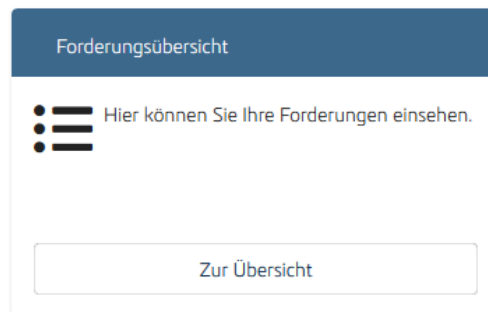 Forderungsübersicht
Hier können Sie Ihre Forderungen einsehen.
Zur Übersicht